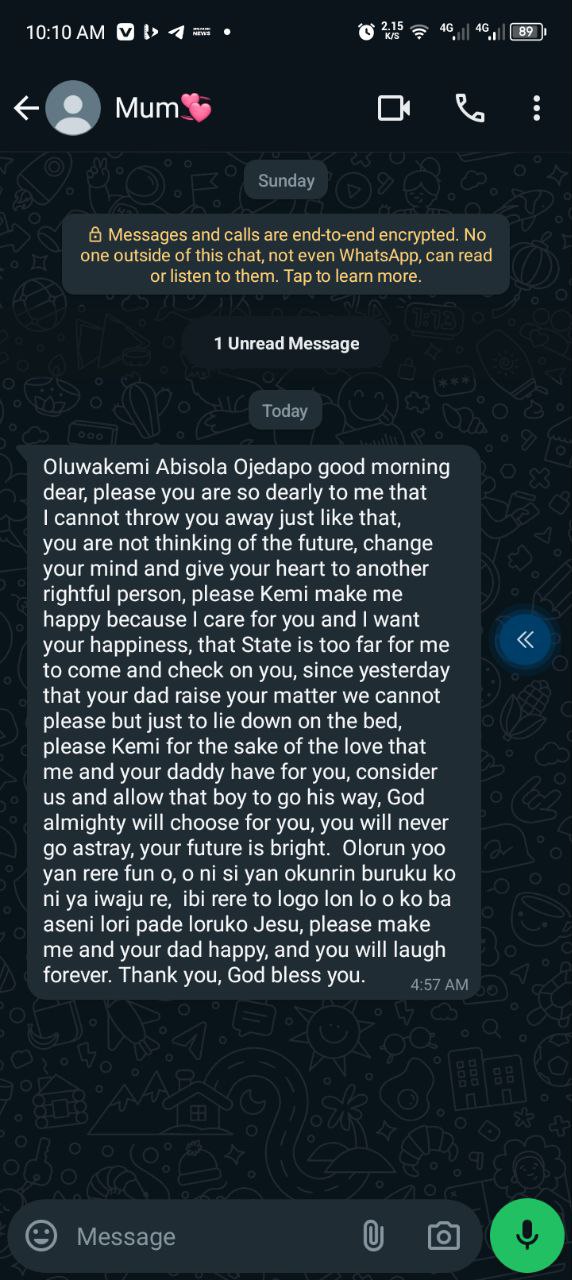 10:10 AM
2.15
K/S
4G
4G
89
NEWS
Mum
Sunday
Messages and calls are end-to-end encrypted. No
one outside of this chat, not even WhatsApp, can read
or listen to them. Tap to learn more.
1 Unread Message
Today
Oluwakemi Abisola Ojedapo good morning
dear, please you are so dearly to me that
I cannot throw you away just like that,
you are not thinking of the future, change
your mind and give your heart to another
rightful person, please Kemi make me
happy because I care for you and I want
your happiness, that State is too far for me
to come and check on you, since yesterday
that your dad raise your matter we cannot
please but just to lie down on the bed,
please Kemi for the sake of the love that
me and your daddy have for you, consider
us and allow that boy to go his way, God
almighty will choose for you, you will never
go astray, your future is bright.  Olorun yoo
yan rere fun o, o ni si yan okunrin buruku ko
ni ya iwaju re,  ibi rere to logo lon lo o ko ba
aseni lori pade loruko Jesu, please make
me and your dad happy, and you will laugh
forever. Thank you, God bless you.
4:57 AM
Message